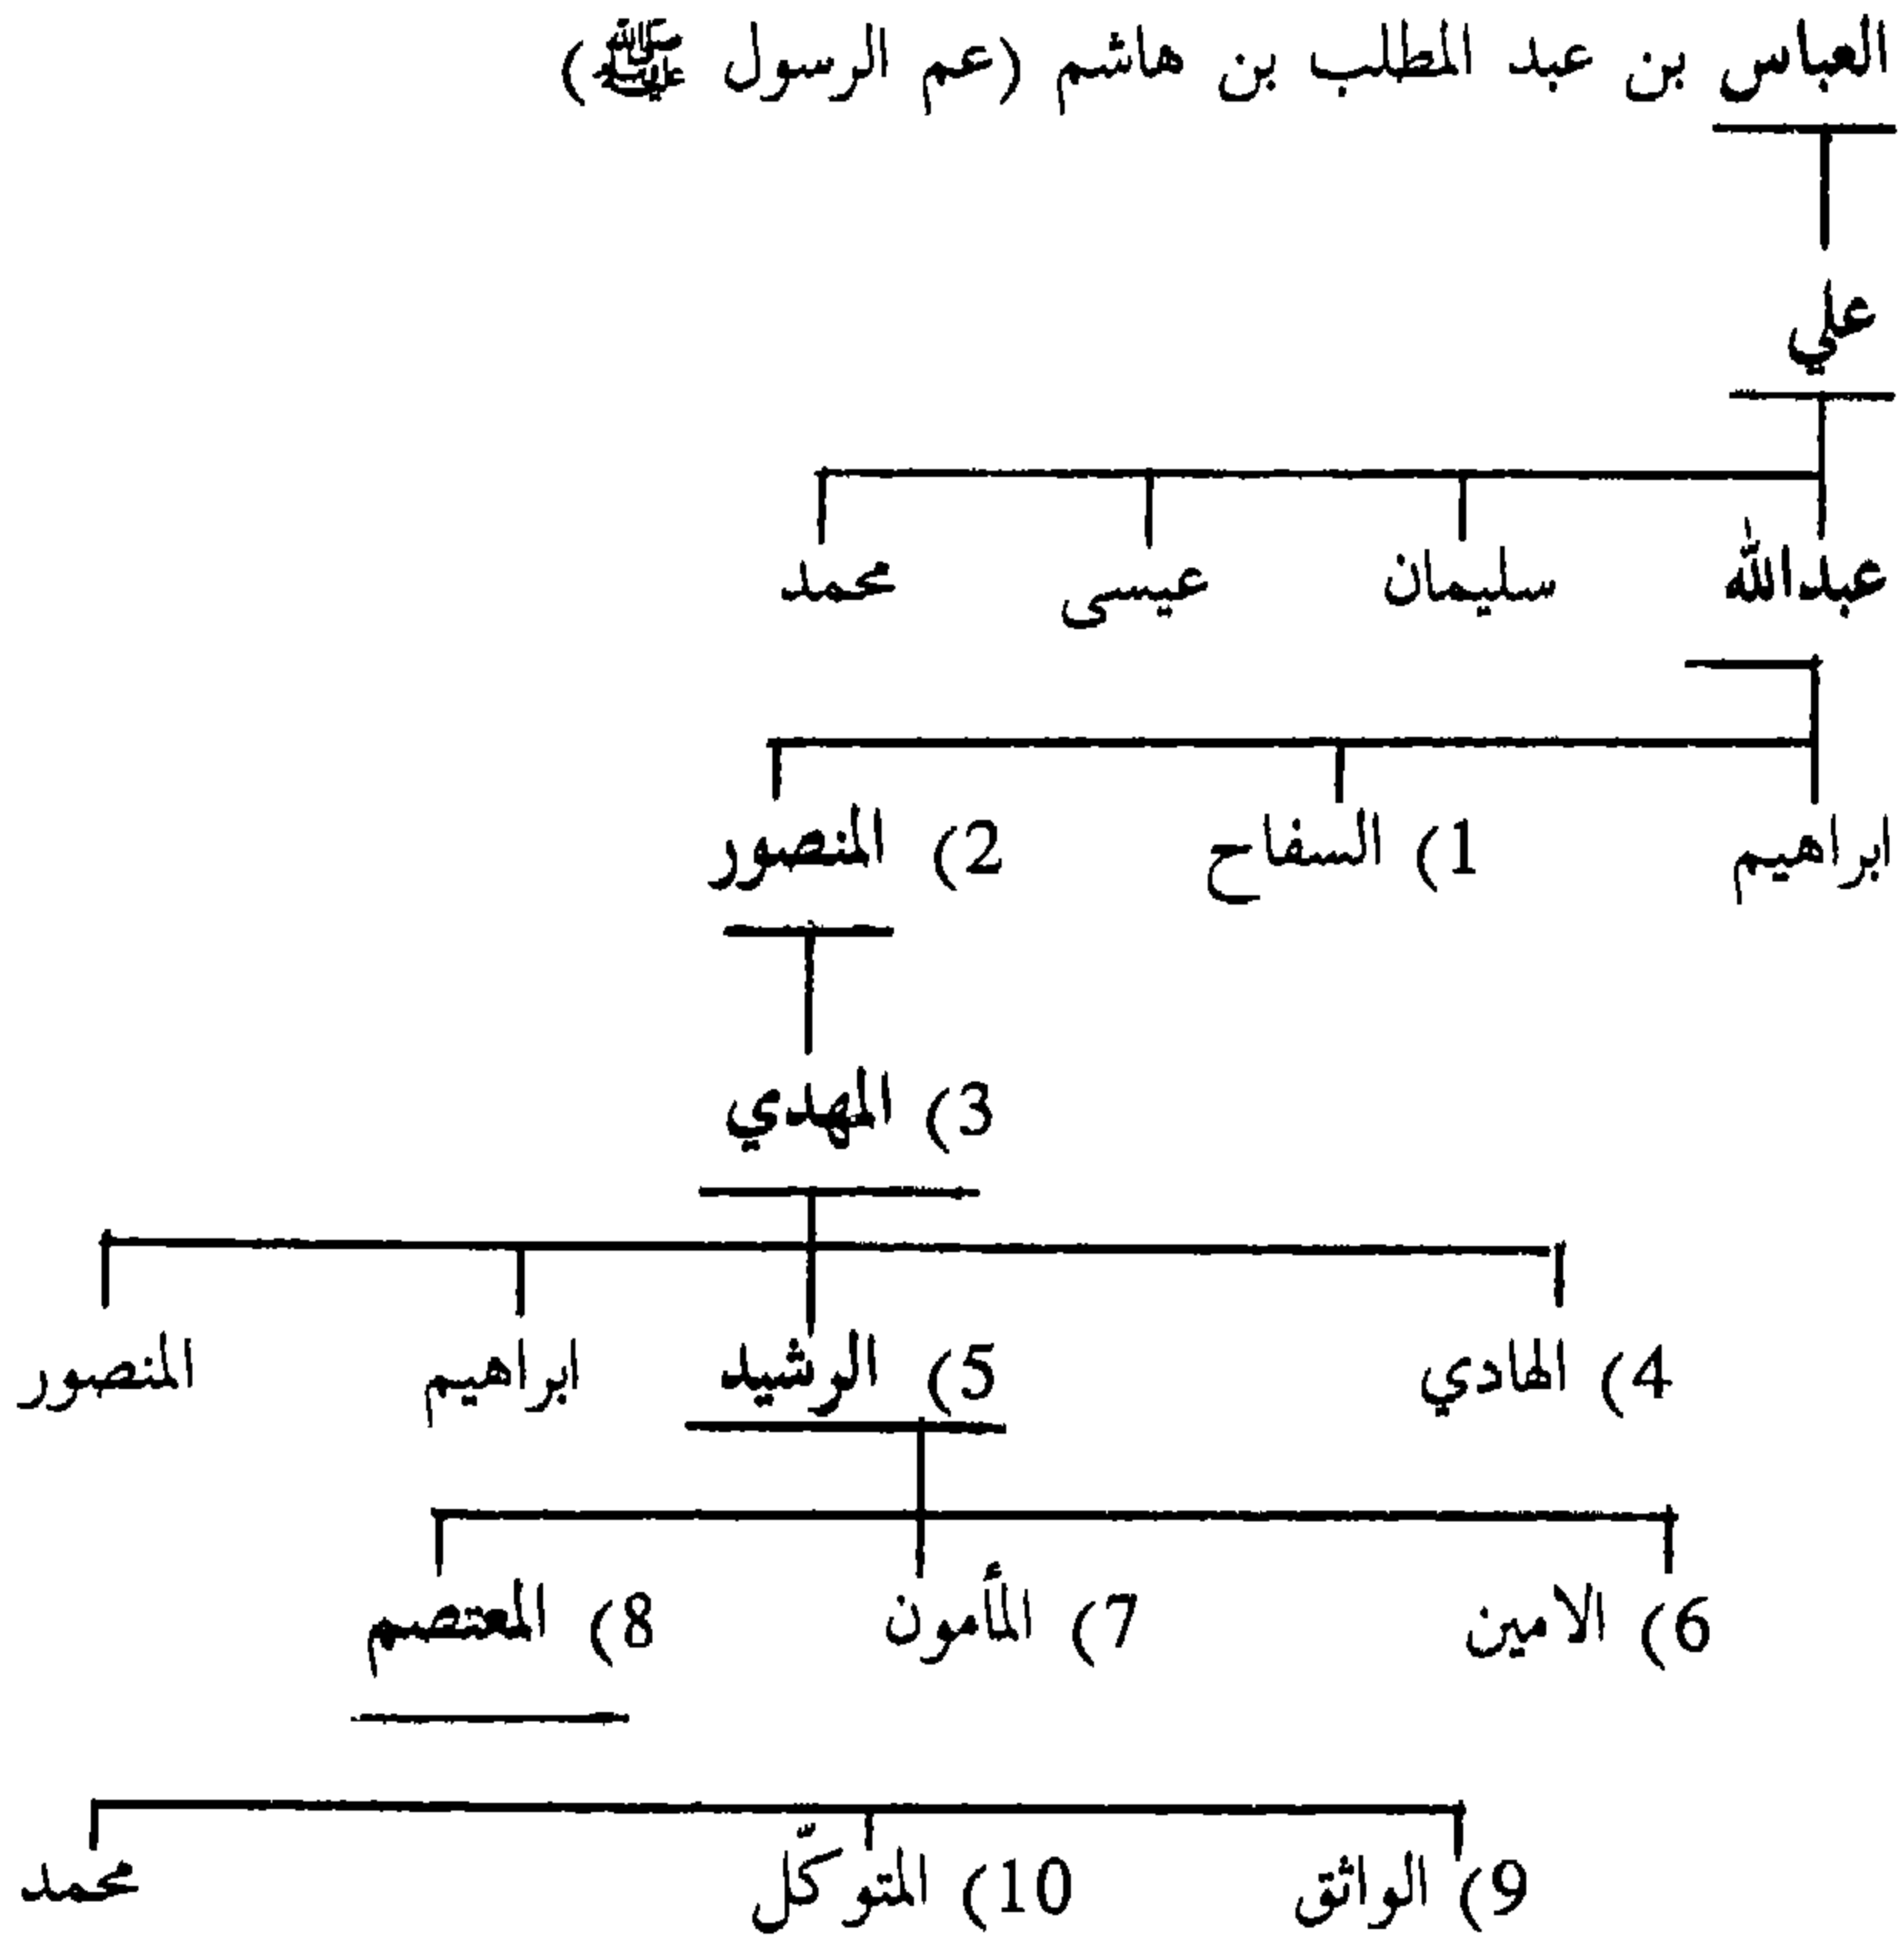 العباس بن عبد المطلب بن هاشم (عم الرسول ﷺ)
علي
عبدالله سليمان عيسى محمد
ابراهيم 1) السفاح 2) المنصور
3) المهدي
4) الهادي 5) الرشيد ابراهيم المنصور
6) الامين 7) المأمون 8) المعتصم
9) الواثق 10) المتوكّل محمد